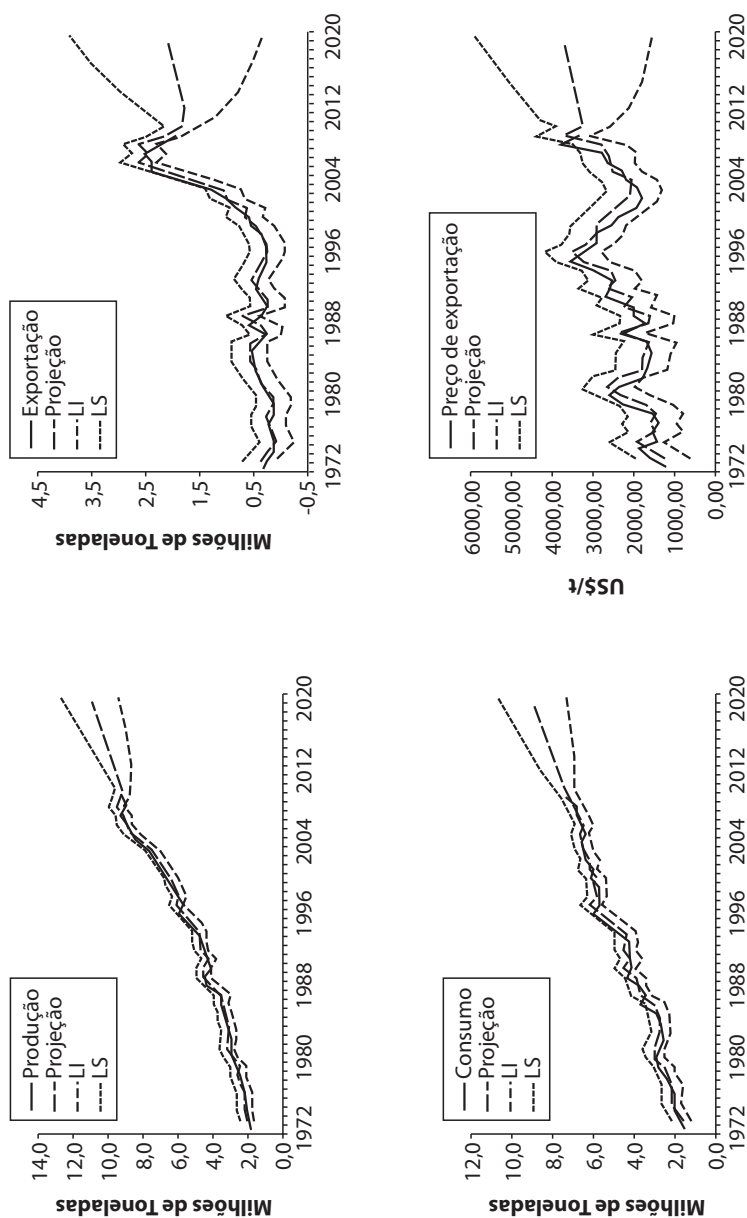 Produção
Projeção
LI
LS
Milhões de Toneladas
14,0
12,0
10,0
8,0
6,0
4,0
2,0
0,0
1972
1980
1988
1996
2004
2012
2020
Exportação
Projeção
LI
LS
Milhões de Toneladas
4,5
3,5
2,5
1,5
0,5
-0,5
1972
1980
1988
1996
2004
2012
2020
Consumo
Projeção
LI
LS
Milhões de Toneladas
12,0
10,0
8,0
6,0
4,0
2,0
0,0
1972
1980
1988
1996
2004
2012
2020
Preço de exportação
Projeção
LI
LS
US$/t
6000,00
5000,00
4000,00
3000,00
2000,00
1000,00
0,00
1972
1980
1988
1996
2004
2012
2020